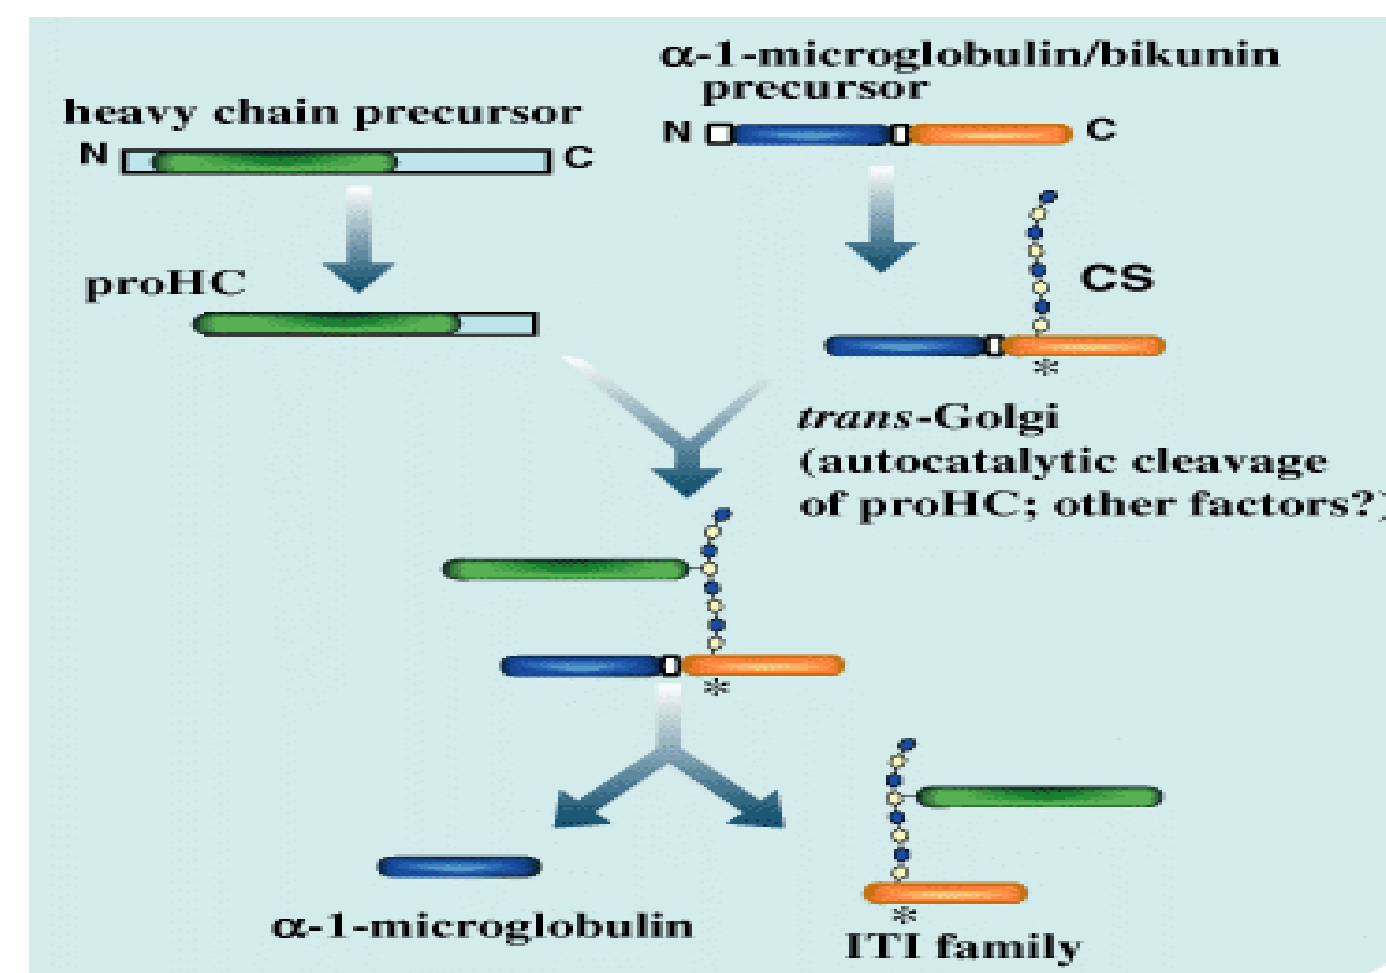 α-1-microglobulin/bikunin
precursor
heavy chain precursor
N C
N C
proHC
CS
*
trans-Golgi
(autocatalytic cleavage
of proHC; other factors?)
*
*
α-1-microglobulin
ITI family